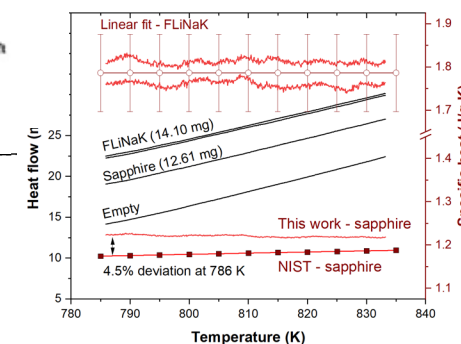 Linear fit - FLiNaK
1.9
1.8
1.7
1.4
1.3
1.2
1.1
25
20
15
10
5
Heat flow (
FLiNaK (14.10 mg)
Sapphire (12.61 mg)
Empty
This work - sapphire
4.5% deviation at 786 K
NIST - sapphire
780
790
800
810
820
830
840
Temperature (K)